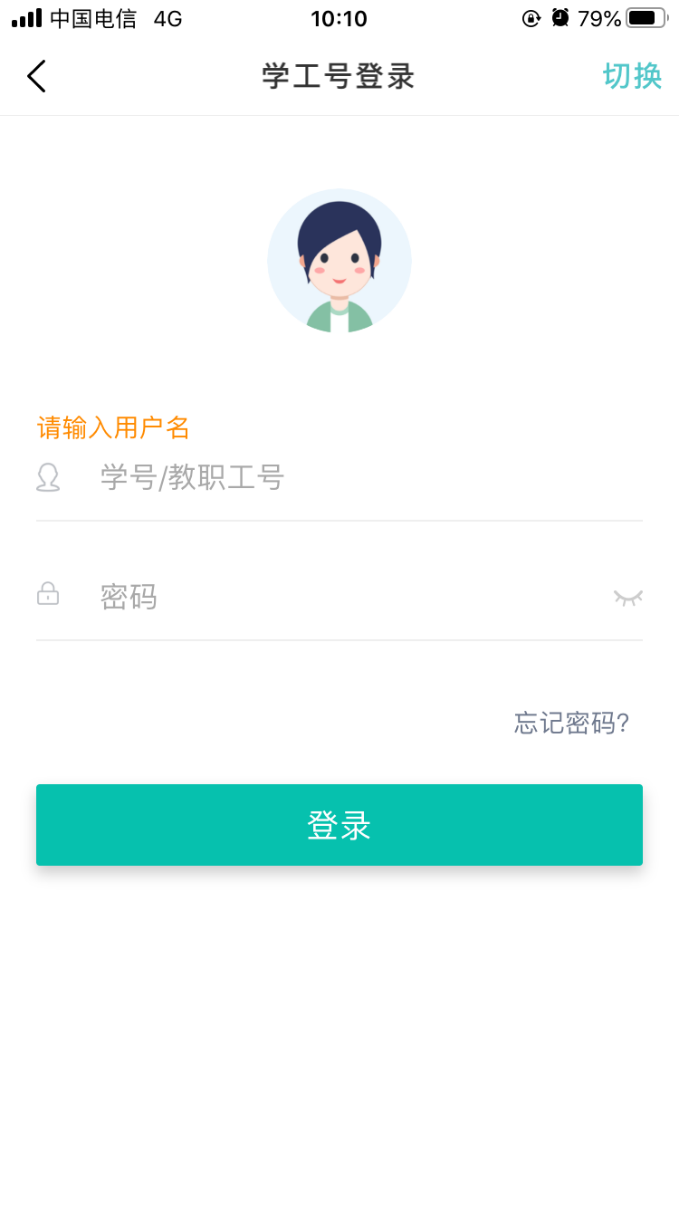 中国电信 4G 10:10 79%
学工号登录 切换
请输入用户名
学号/教职工号
密码
忘记密码?
登录